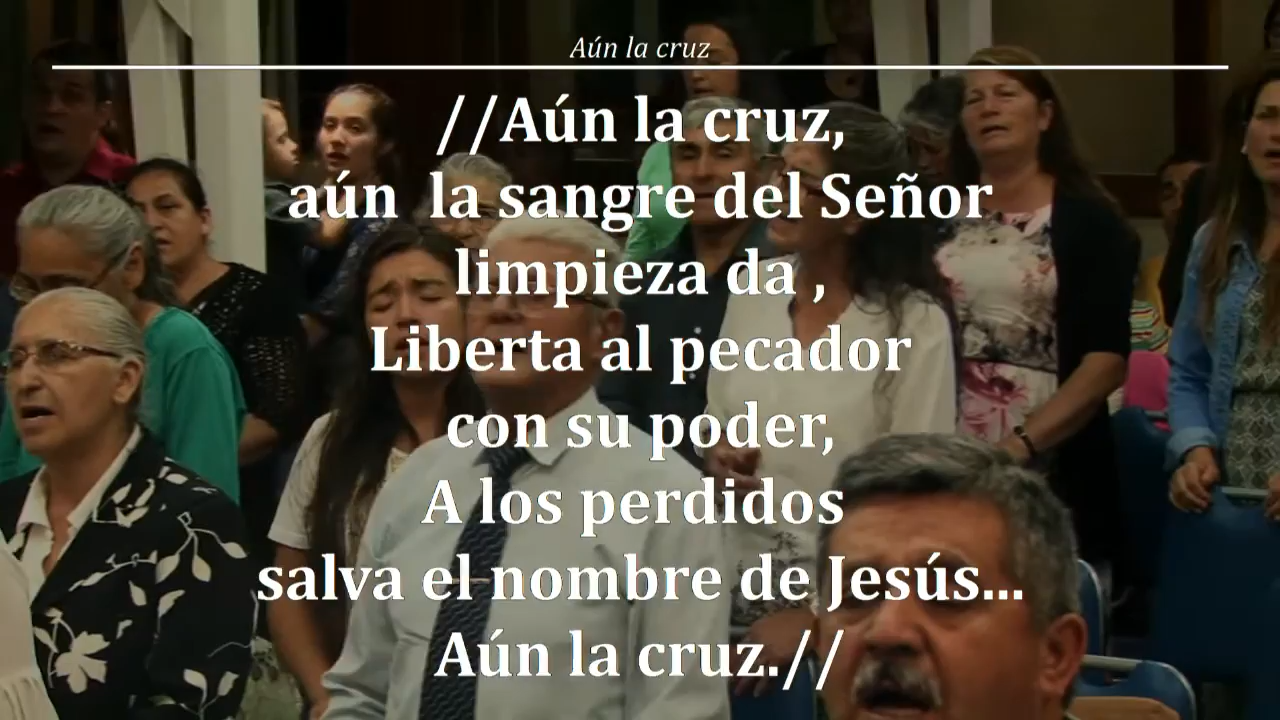 Aún la cruz
//Aún la cruz,
aún  la sangre del Señor
limpieza da ,
Liberta al pecador
con su poder,
A los perdidos
salva el nombre de Jesús...
Aún la cruz.//